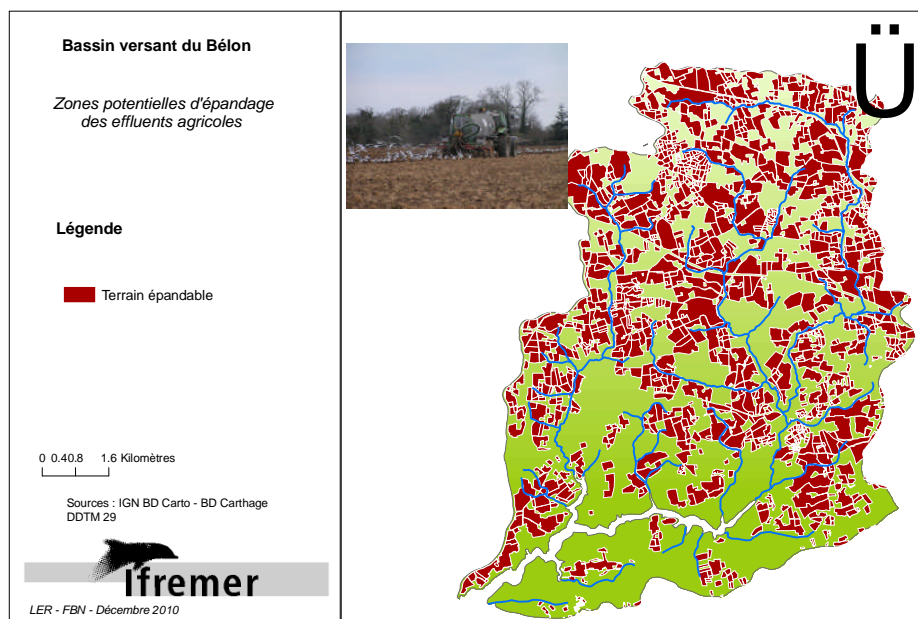 Bassin versant du Bélon
Zones potentielles d'épandage
des effluents agricoles
Légende
Terrain épandable
0 0.40.8 1.6 Kilomètres
Sources : IGN BD Carto - BD Carthage
DDTM 29
Ifremer
LER - FBN - Décembre 2010
Ü